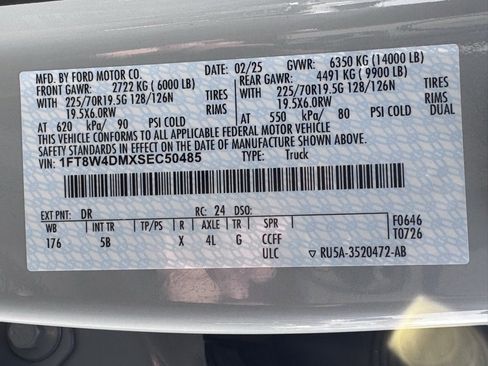 MFD. BY FORD MOTOR CO. 02/25 GVWR: 6350 KG (14000 LB)
FRONT GAWR: 2722 KG (6000 LB) REAR GAWR: 4491 KG (9900 LB)
WITH 225/70R19.5G 128/126N TIRES WITH 225/70R19.5G 128/126N TIRES
19.5X6.0RW RIMS 19.5X6.0RW RIMS
AT 620 kPa/ 90 PSI COLD AT 550 kPa/ 80 PSI COLD DUAL
THIS VEHICLE CONFORMS TO ALL APPLICABLE FEDERAL MOTOR VEHICLE
SAFETY STANDARDS IN EFFECT ON THE DATE OF MANUFACTURE SHOWN ABOVE.
VIN: 1FT8W4DMXSEC50485 TYPE: Truck
EXT PNT: DR RC: 24 DSO:
WB INT TR TP/PS R AXLE TR SPR F0646
176 5B X 4L G CCFF T0726
ULC ▽ RU5A-3520472-AB